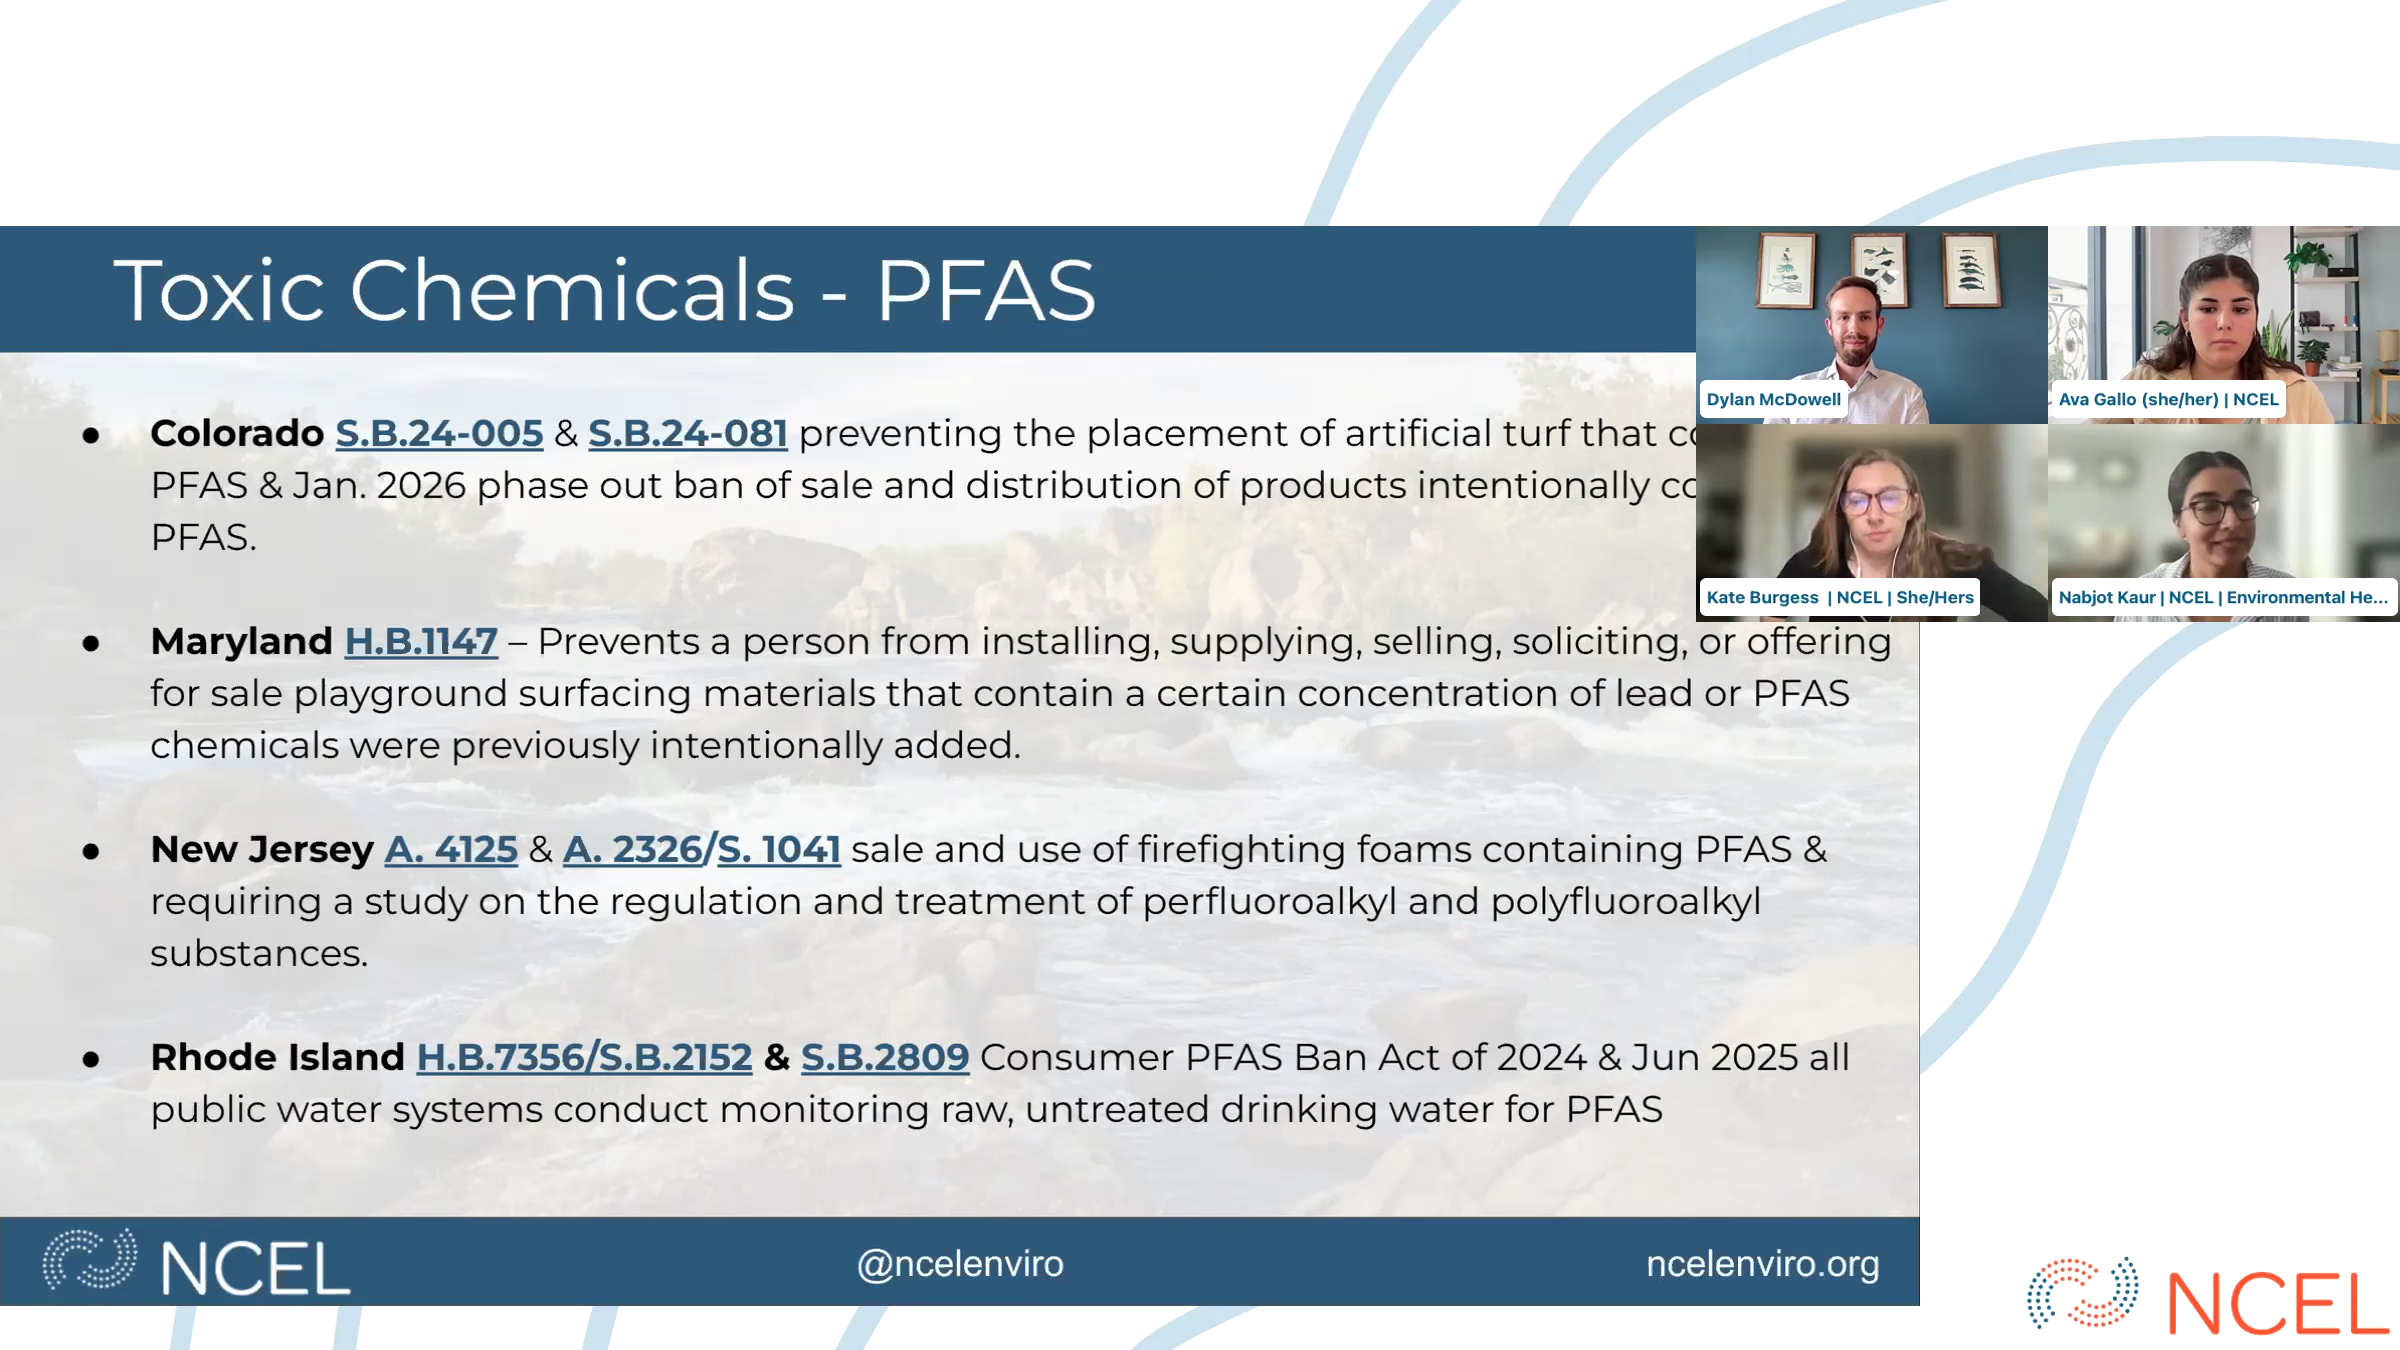 Toxic Chemicals - PFAS
Dylan McDowell
Ava Gallo (she/her) | NCEL
Kate Burgess | NCEL | She/Hers
Nabjot Kaur | NCEL | Environmental He...
● Colorado S.B.24-005 & S.B.24-081 preventing the placement of artificial turf that
PFAS & Jan. 2026 phase out ban of sale and distribution of products intentionally
PFAS.
● Maryland H.B.1147 – Prevents a person from installing, supplying, selling, soliciting, or offering
for sale playground surfacing materials that contain a certain concentration of lead or PFAS
chemicals were previously intentionally added.
● New Jersey A. 4125 & A. 2326/S. 1041 sale and use of firefighting foams containing PFAS &
requiring a study on the regulation and treatment of perfluoroalkyl and polyfluoroalkyl
substances.
● Rhode Island H.B.7356/S.B.2152 & S.B.2809 Consumer PFAS Ban Act of 2024 & Jun 2025 all
public water systems conduct monitoring raw, untreated drinking water for PFAS
NCEL
@ncelenviro
ncelenviro.org
NCEL